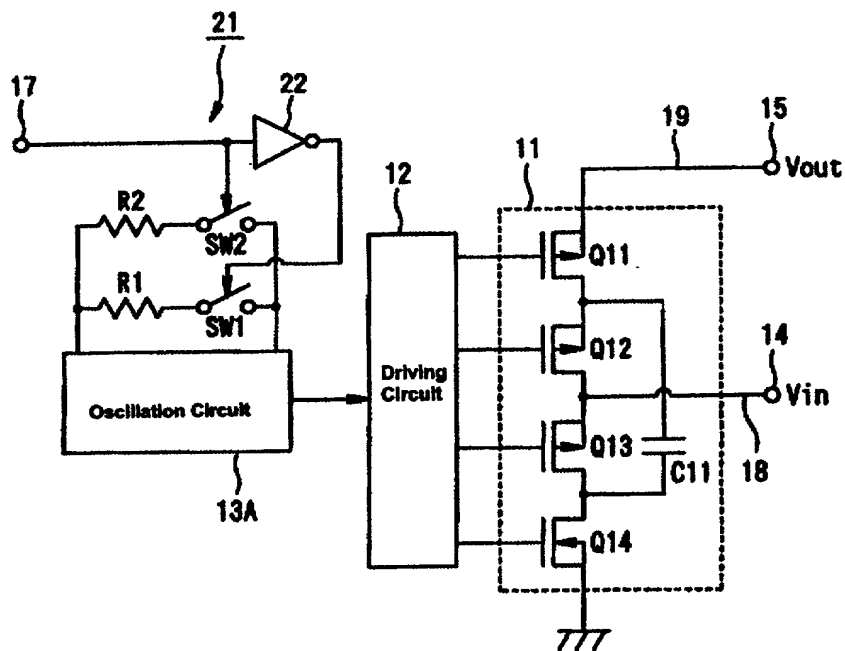 21
17
22
19
15
Vout
12
11
R2
SW2
Q11
R1
SW1
Q12
14
Vin
Driving
Circuit
Oscillation Circuit
Q13
C11
18
13A
Q14